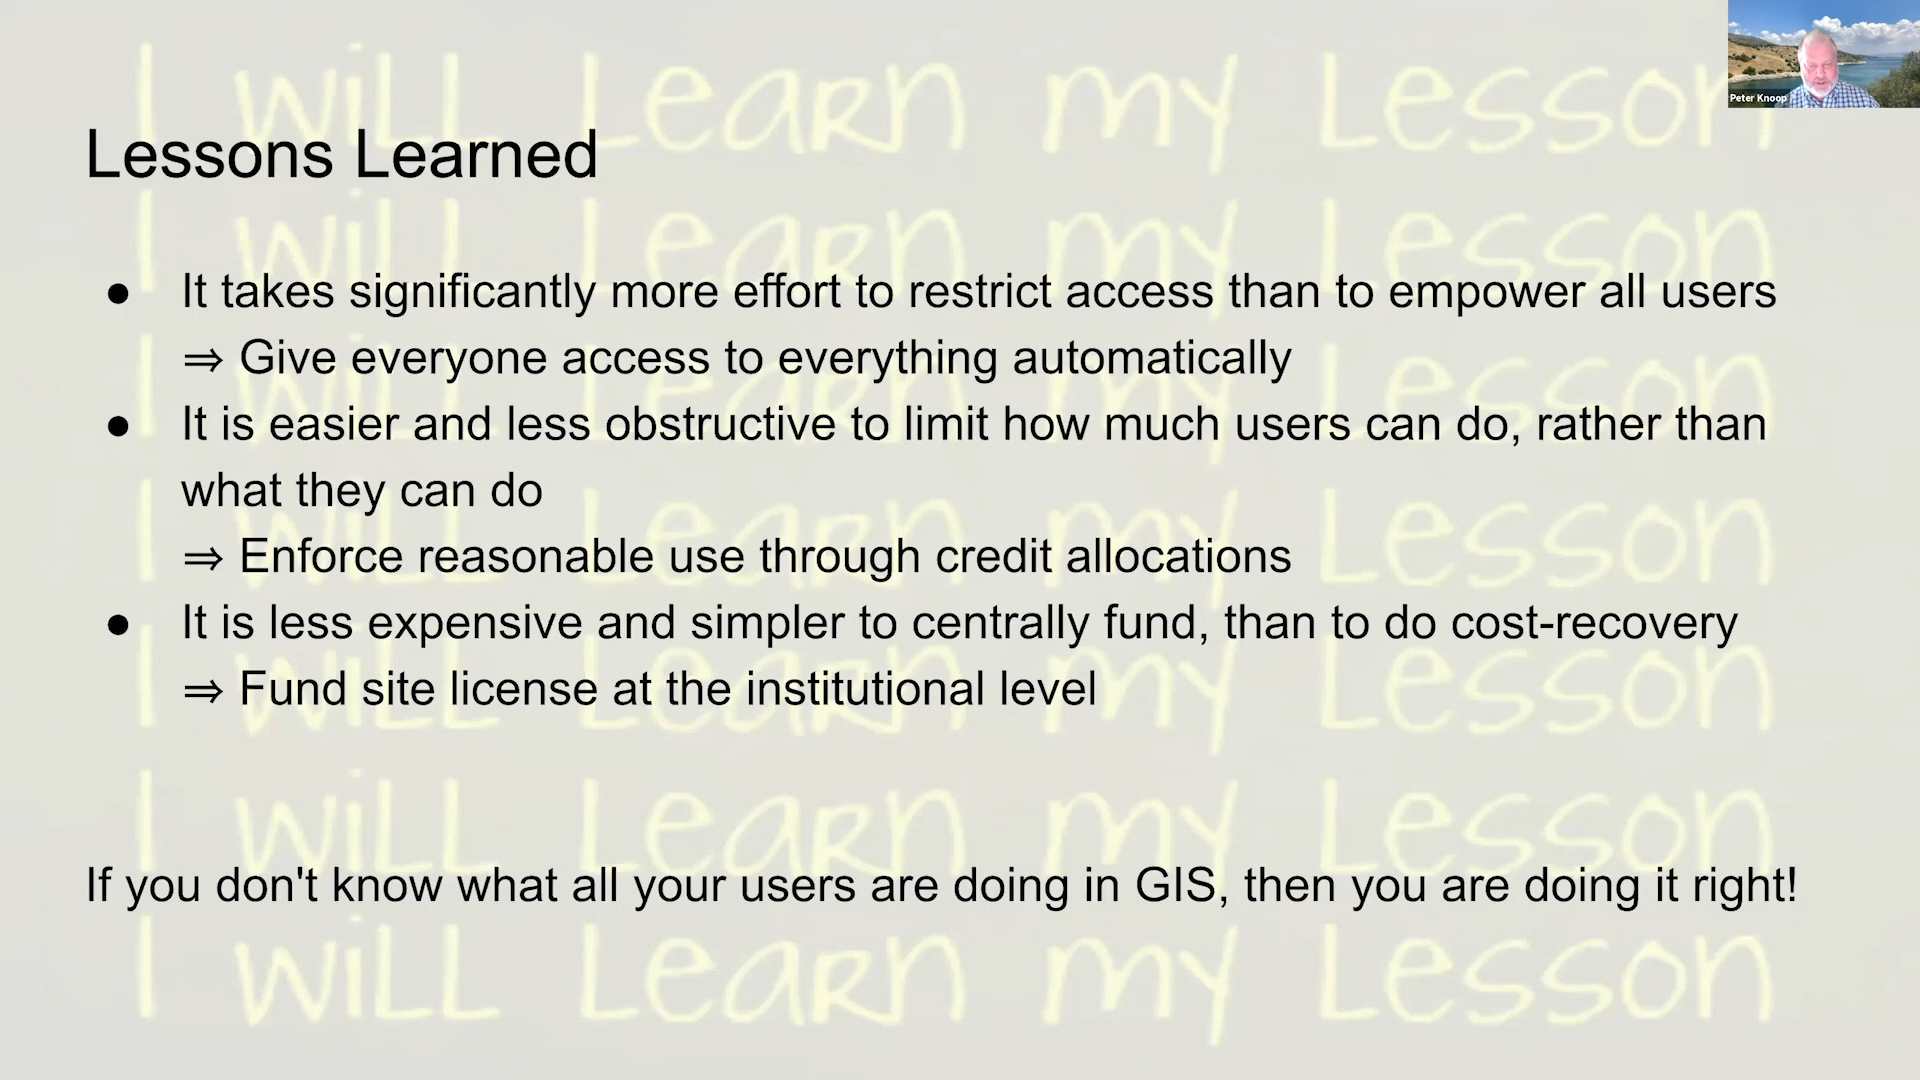 I will Learn my Lesson
Peter Knoop
Lessons Learned
I will Learn my Lesson
● It takes significantly more effort to restrict access than to empower all users
⇒ Give everyone access to everything automatically
I will Learn my Lesson
● It is easier and less obstructive to limit how much users can do, rather than
what they can do
I will Learn my Lesson
⇒ Enforce reasonable use through credit allocations
● It is less expensive and simpler to centrally fund, than to do cost-recovery
I will Learn my Lesson
⇒ Fund site license at the institutional level
I will Learn my Lesson
If you don't know what all your users are doing in GIS, then you are doing it right!
I will Learn my Lesson